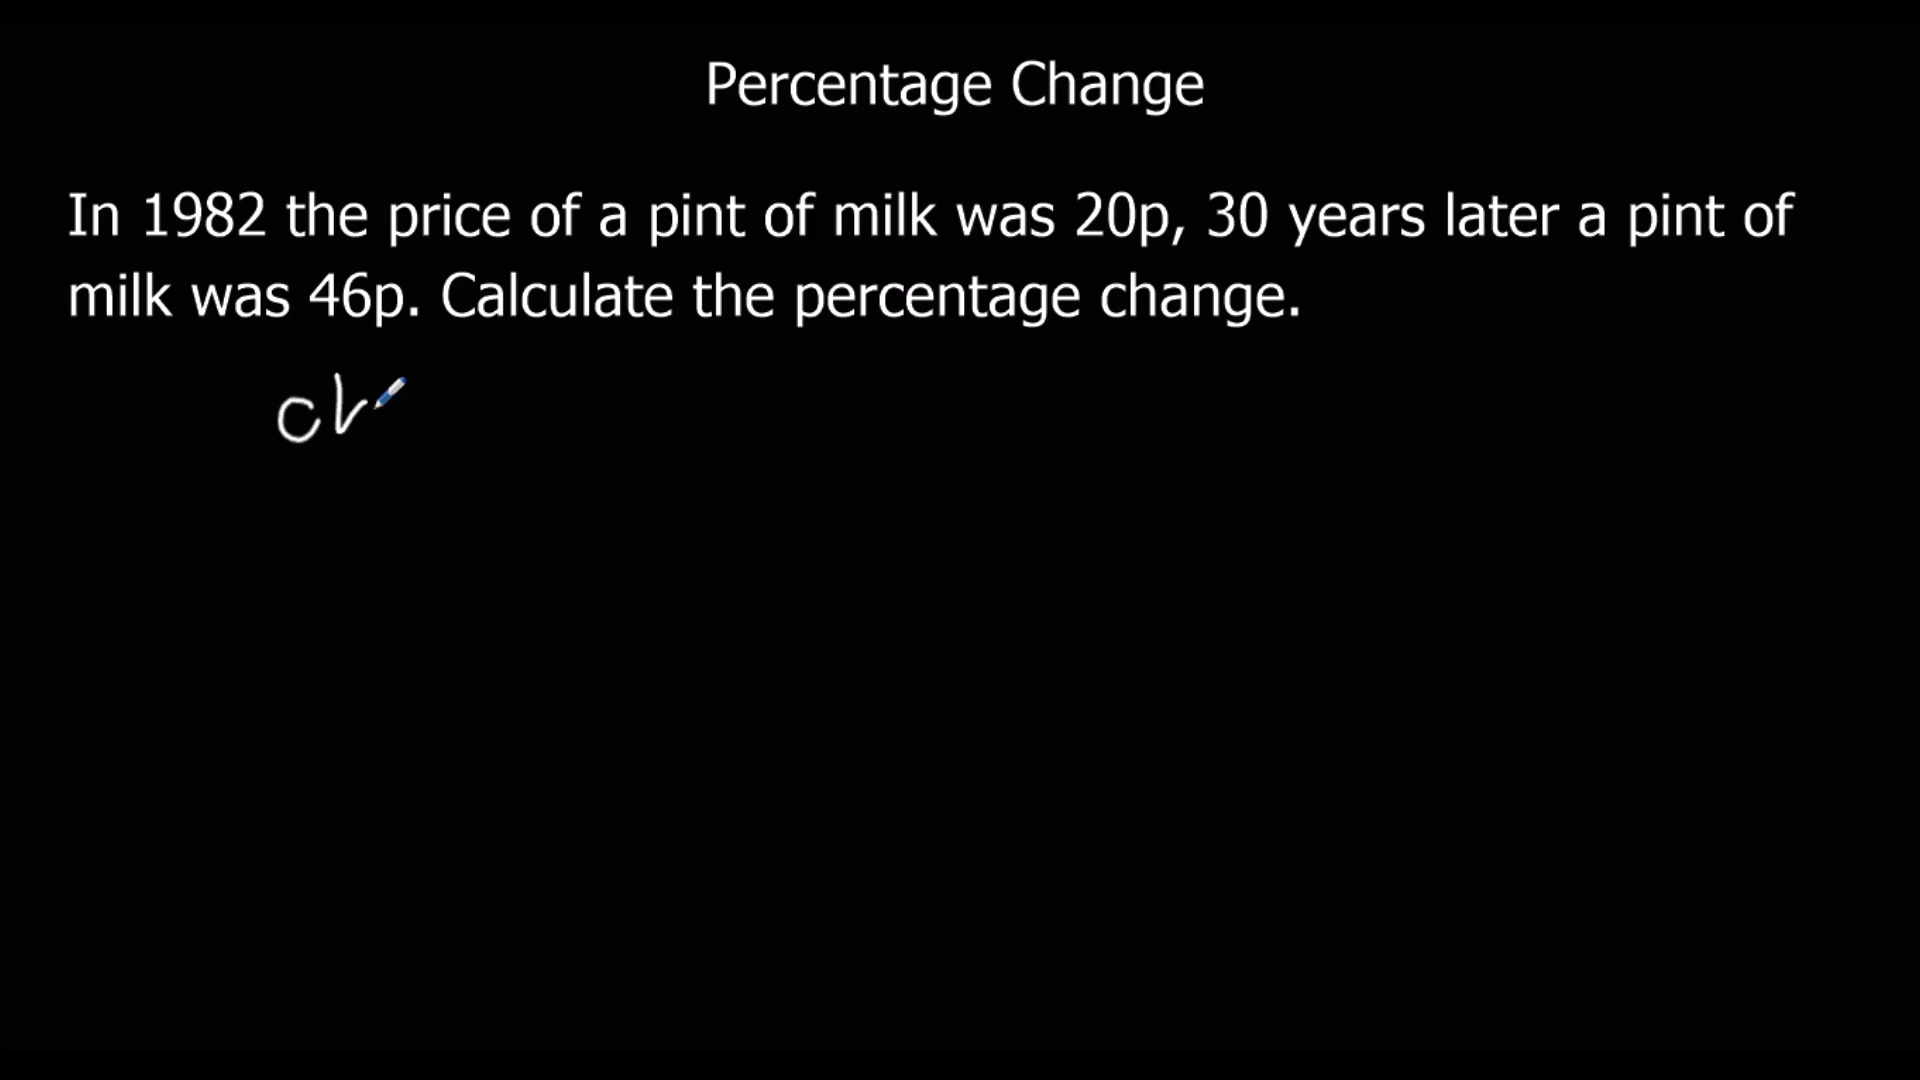 Percentage Change
In 1982 the price of a pint of milk was 20p, 30 years later a pint of
milk was 46p. Calculate the percentage change.